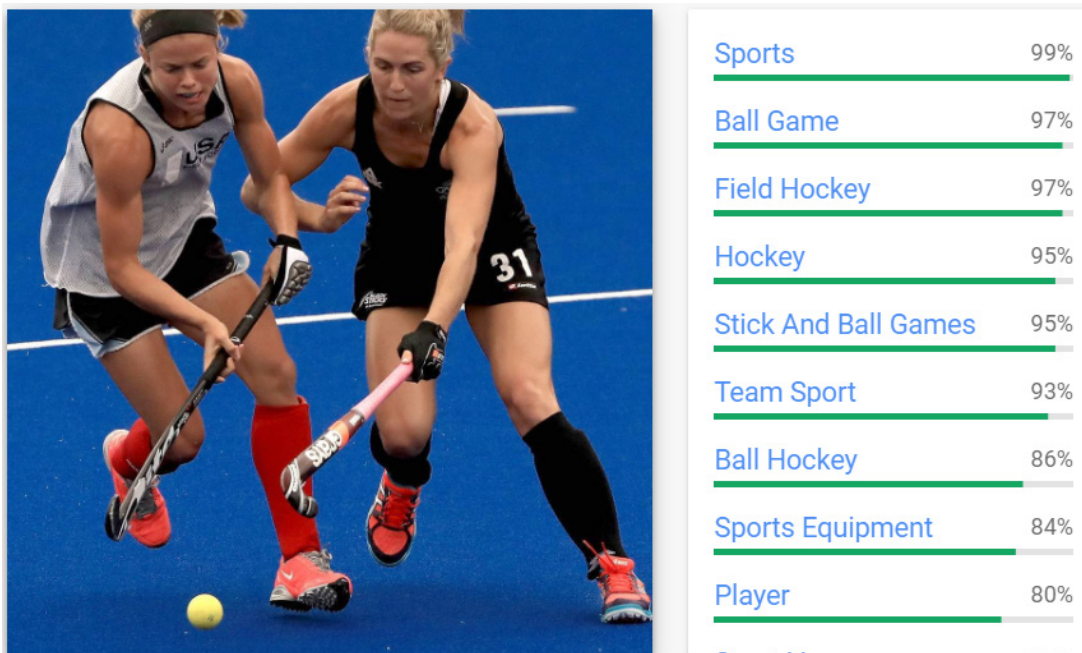 USA
31
Sports 99%
Ball Game 97%
Field Hockey 97%
Hockey 95%
Stick And Ball Games 95%
Team Sport 93%
Ball Hockey 86%
Sports Equipment 84%
Player 80%